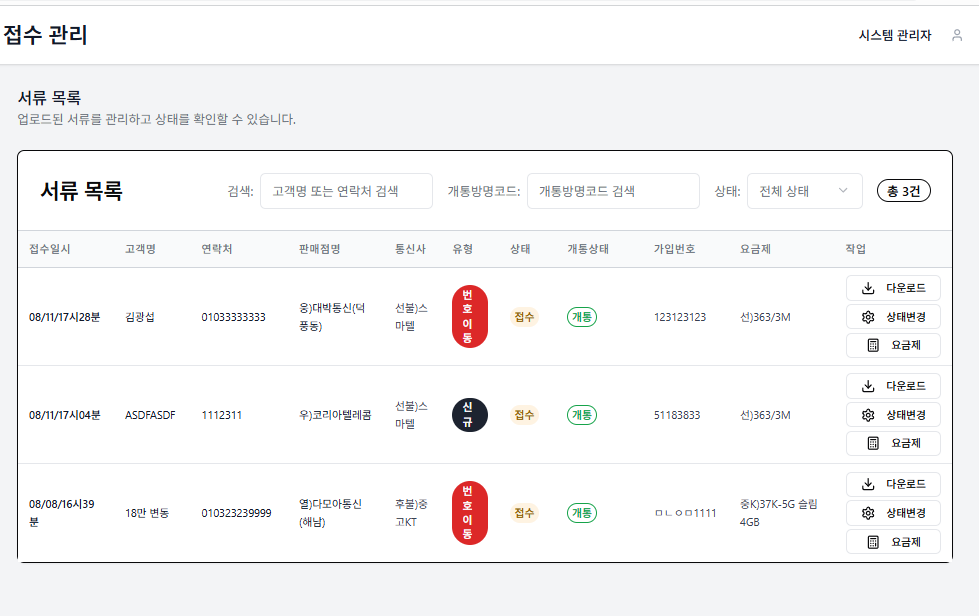 접수 관리
시스템 관리자
서류 목록
업로드된 서류를 관리하고 상태를 확인할 수 있습니다.
서류 목록
검색: 고객명 또는 연락처 검색 개통방명코드: 개통방명코드 검색 상태: 전체 상태 총 3건
접수일시 고객명 연락처 판매점명 통신사 유형 상태 개통상태 가입번호 요금제 작업
08/11/17시28분 김광섭 01033333333 웅)대박통신(덕풍동) 선불)스마텔 번호이동 접수 개통 123123123 선)363/3M
다운로드
상태변경
요금제
08/11/17시04분 ASDFASDF 1112311 우)코리아텔레콤 선불)스마텔 신규 접수 개통 51183833 선)363/3M
다운로드
상태변경
요금제
08/08/16시39분 18만 변동 010323239999 열)다모아통신(해남) 후불)중고KT 번호이동 접수 개통 ㅁㄴㅇㅁ1111 중K)37K-5G 슬림 4GB
다운로드
상태변경
요금제